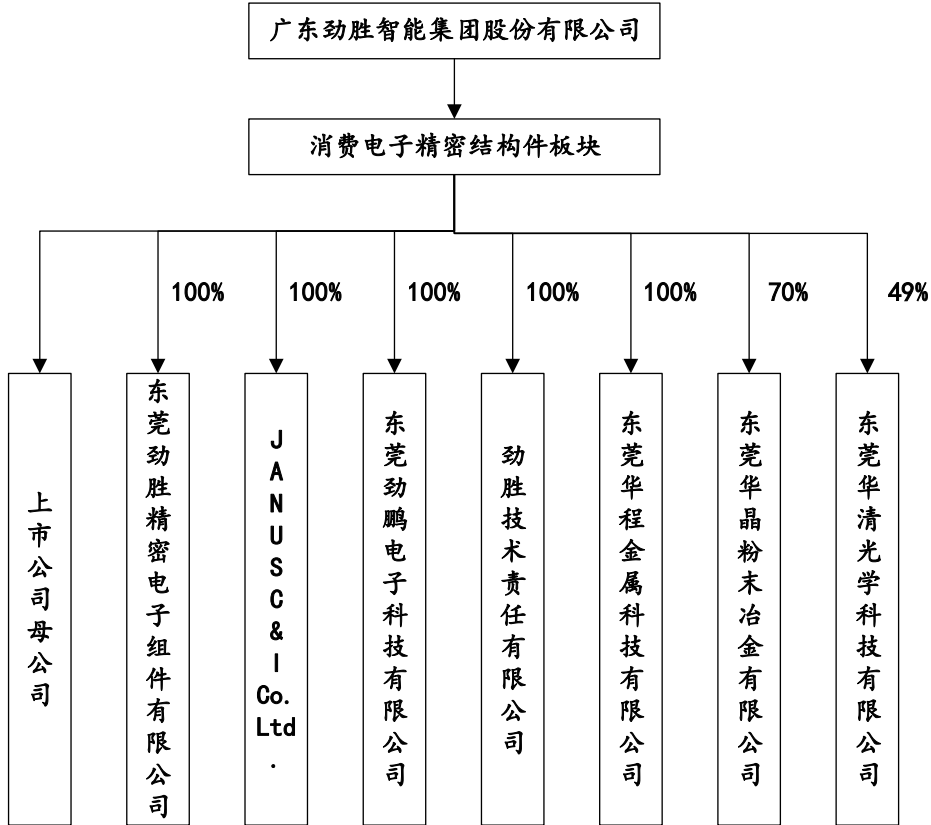 广东劲胜智能集团股份有限公司
消费电子精密结构件板块
100%
100%
100%
100%
100%
70%
49%
上市公司母公司
东莞劲胜精密电子组件有限公司
JANUSC&I Co. Ltd.
东莞劲鹏电子科技有限公司
劲胜技术责任有限公司
东莞华程金属科技有限公司
东莞华晶粉末冶金有限公司
东莞华清光学科技有限公司